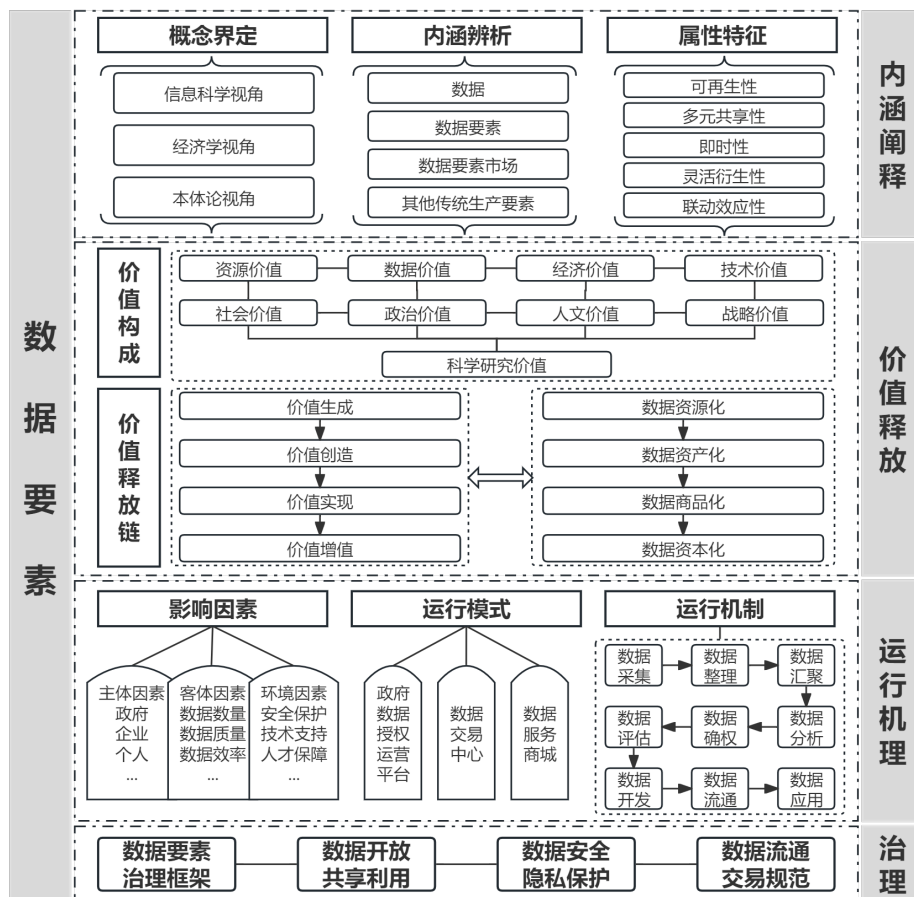 数据要素
概念界定
信息科学视角
经济学视角
本体论视角
内涵辨析
数据
数据要素
数据要素市场
其他传统生产要素
属性特征
可再生性
多元共享性
即时性
灵活衍生性
联动效应性
内涵阐释
价值构成
资源价值
数据价值
经济价值
技术价值
社会价值
政治价值
人文价值
战略价值
科学研究价值
价值释放链
价值生成
价值创造
价值实现
价值增值
数据资源化
数据资产化
数据商品化
数据资本化
价值释放
影响因素
主体因素
政府
企业
个人
...
客体因素
数据数量
数据质量
数据效率
...
环境因素
安全保护
技术支持
人才保障
...
运行模式
政府
数据
授权
运营
平台
数据
交易
中心
数据
服务
商城
运行机制
数据
采集
数据
整理
数据
汇聚
数据
评估
数据
确权
数据
分析
数据
开发
数据
流通
数据
应用
运行机理
数据要素
治理框架
数据开放
共享利用
数据安全
隐私保护
数据流通
交易规范
治理